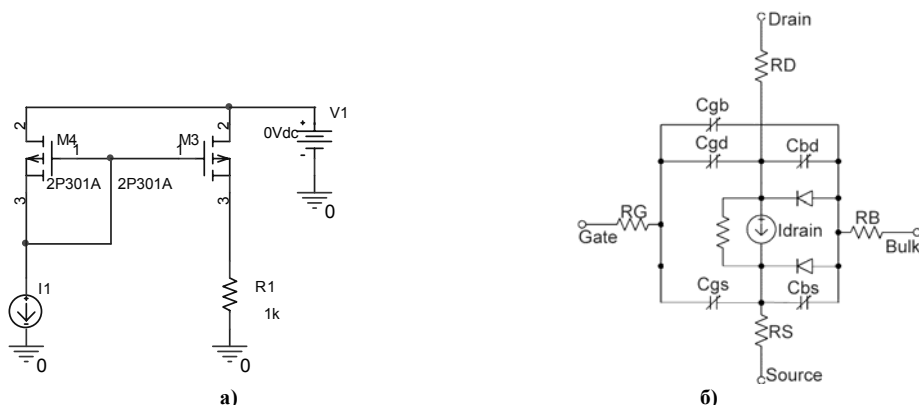 V1
0Vdc
+
-
0
2
M4
1
2P301A
3
2
M3
1
2P301A
3
I1
0
R1
1k
0
а)
Drain
RD
Cgb
Cgd
Cbd
RG
Gate
Idrain
RB
Bulk
Cgs
Cbs
RS
Source
б)